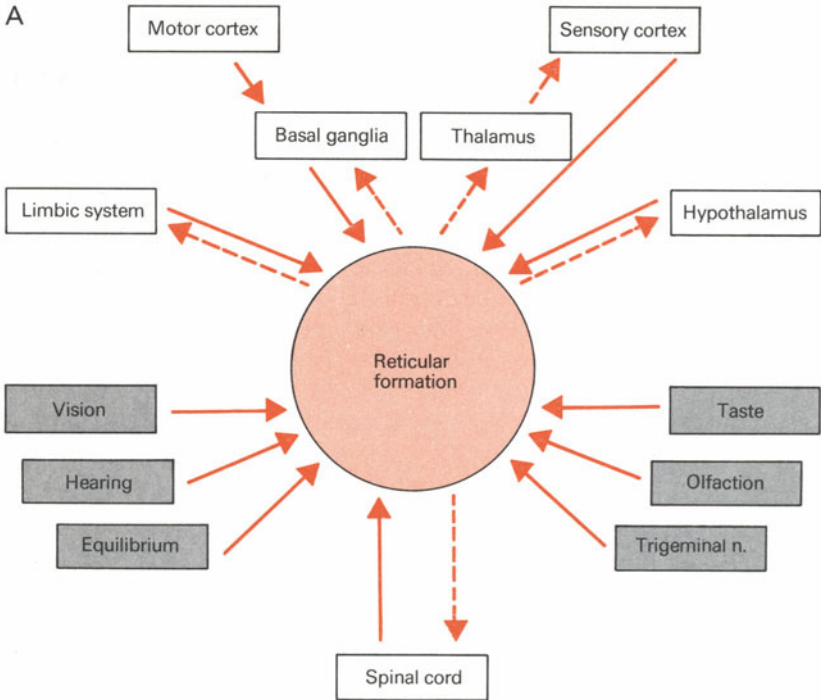 A
Motor cortex
Sensory cortex
Basal ganglia
Thalamus
Limbic system
Hypothalamus
Reticular
formation
Vision
Taste
Hearing
Olfaction
Equilibrium
Trigeminal n.
Spinal cord